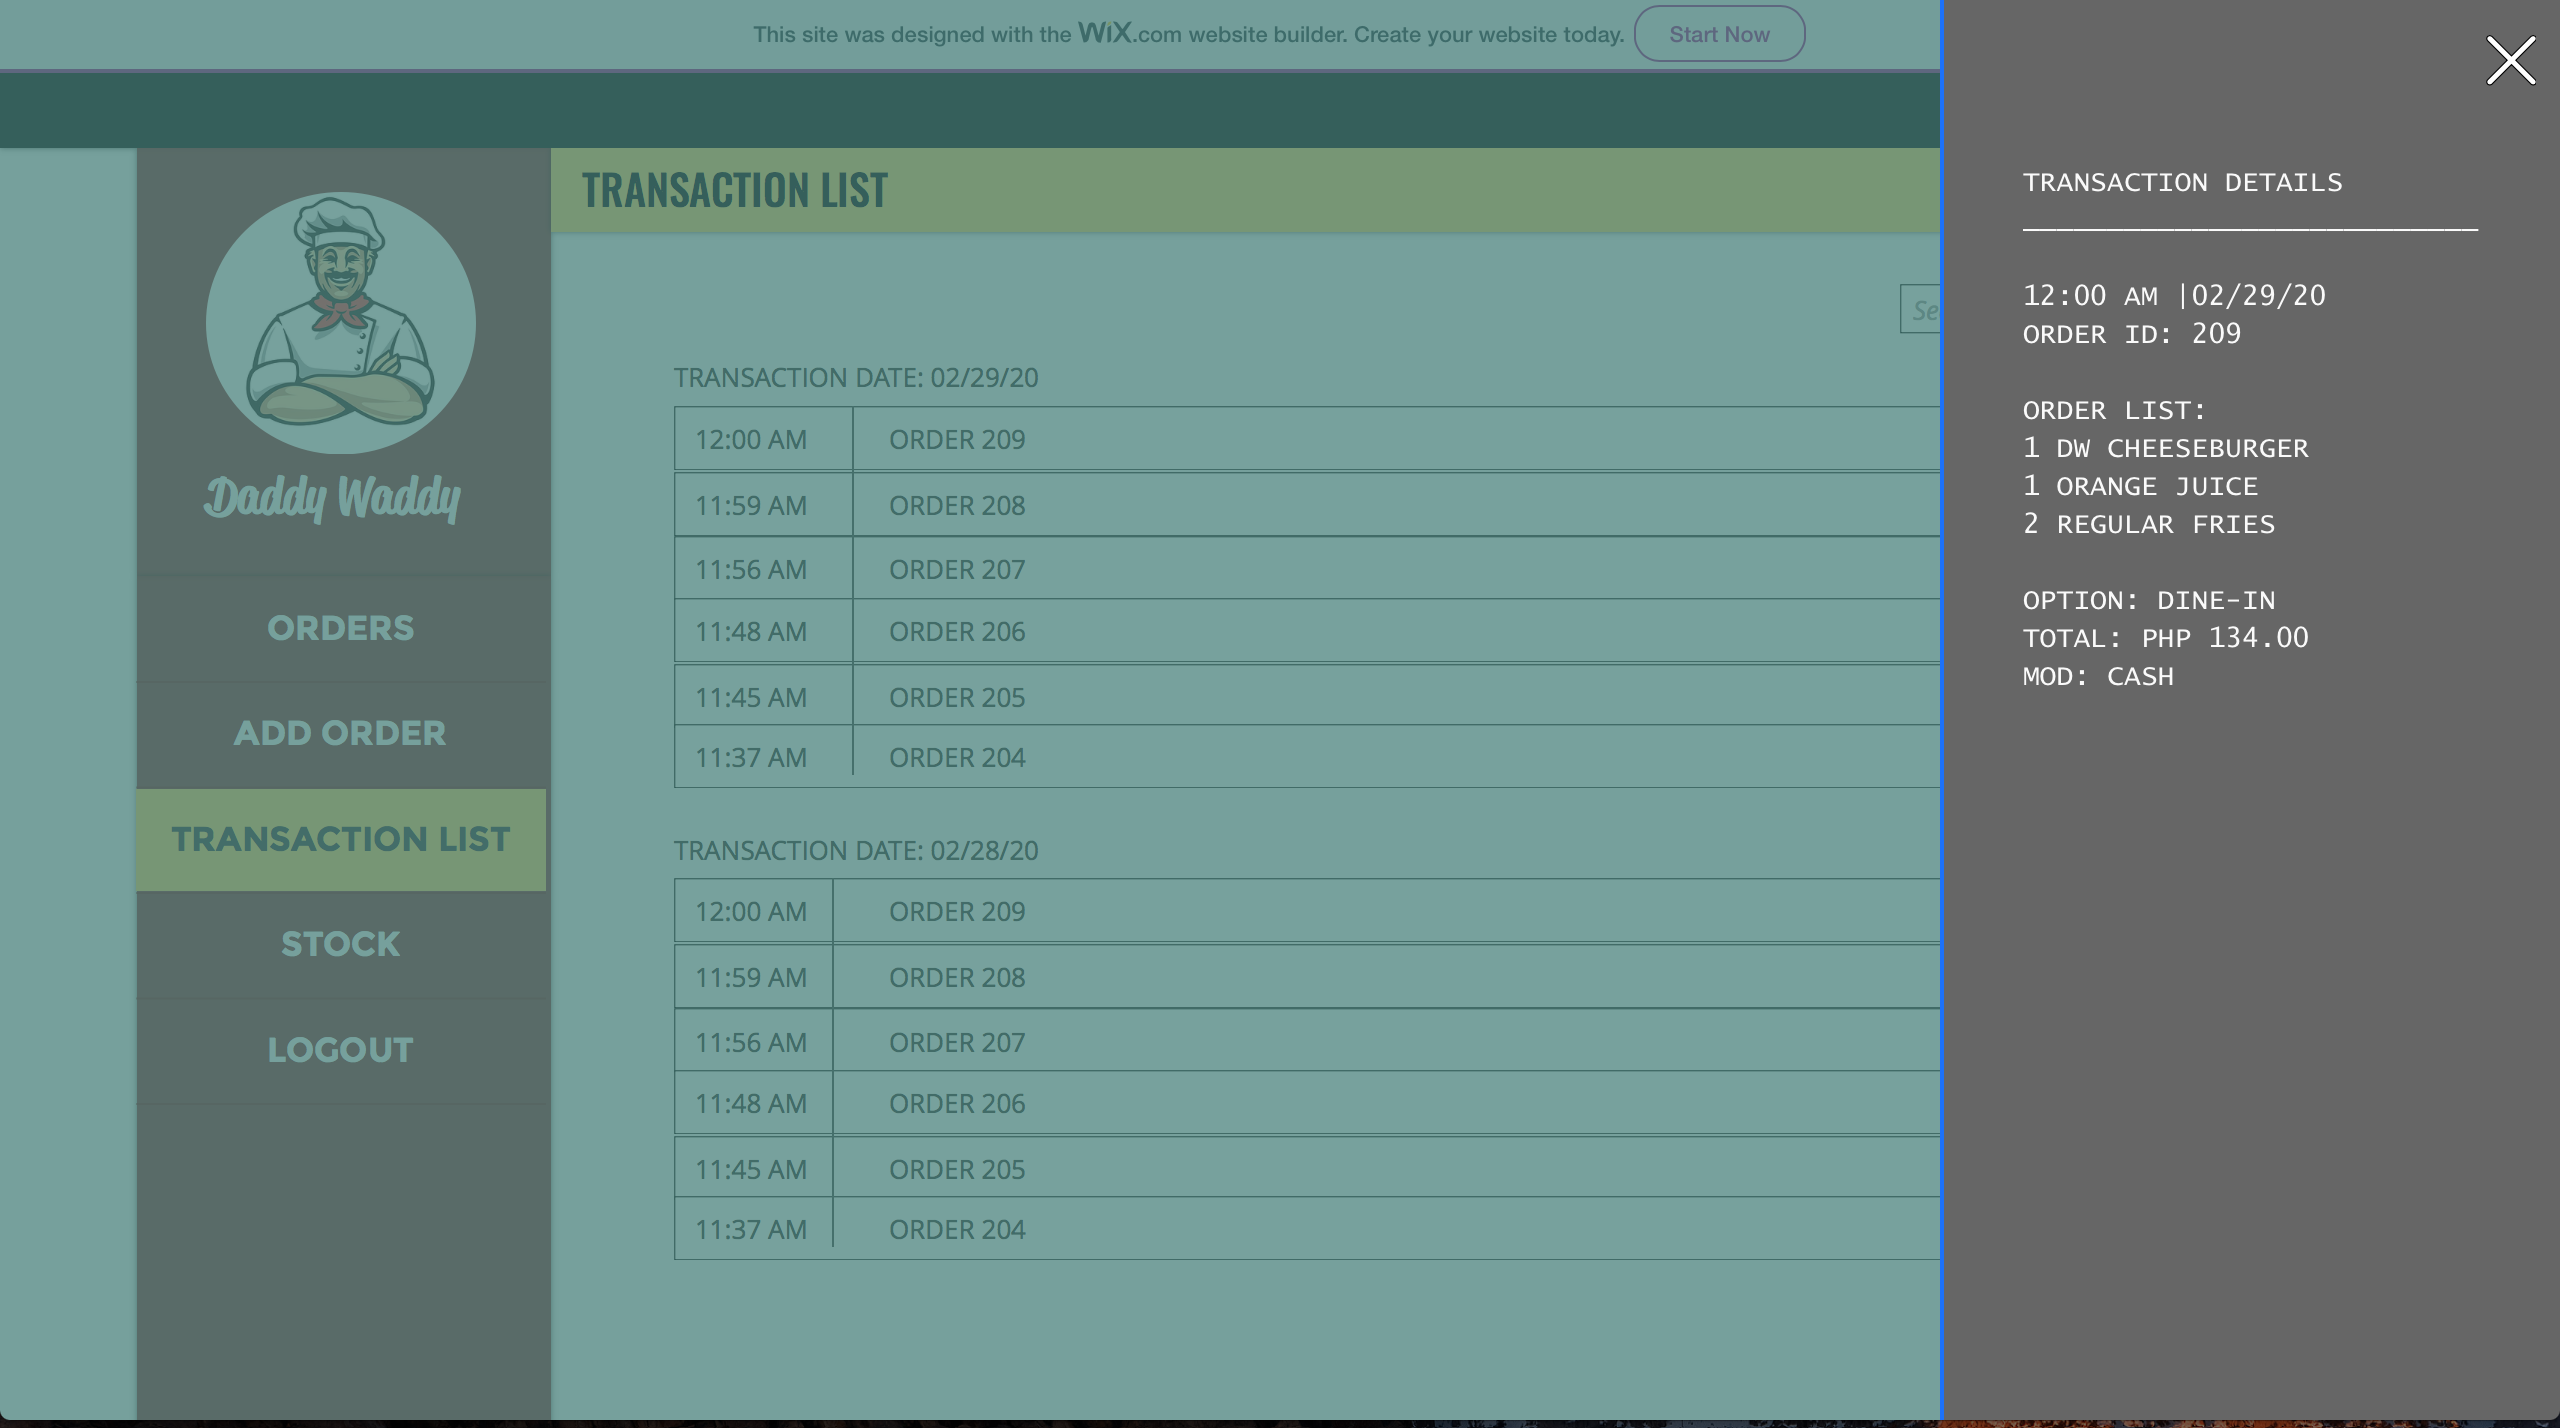 This site was designed with the WiX.com website builder. Create your website today. Start Now
TRANSACTION LIST
Daddy Waddy
ORDERS
ADD ORDER
TRANSACTION LIST
STOCK
LOGOUT
Se
TRANSACTION DATE: 02/29/20
12:00 AM ORDER 209
11:59 AM ORDER 208
11:56 AM ORDER 207
11:48 AM ORDER 206
11:45 AM ORDER 205
11:37 AM ORDER 204
TRANSACTION DATE: 02/28/20
12:00 AM ORDER 209
11:59 AM ORDER 208
11:56 AM ORDER 207
11:48 AM ORDER 206
11:45 AM ORDER 205
11:37 AM ORDER 204
TRANSACTION DETAILS
12:00 AM |02/29/20
ORDER ID: 209
ORDER LIST:
1 DW CHEESEBURGER
1 ORANGE JUICE
2 REGULAR FRIES
OPTION: DINE-IN
TOTAL: PHP 134.00
MOD: CASH